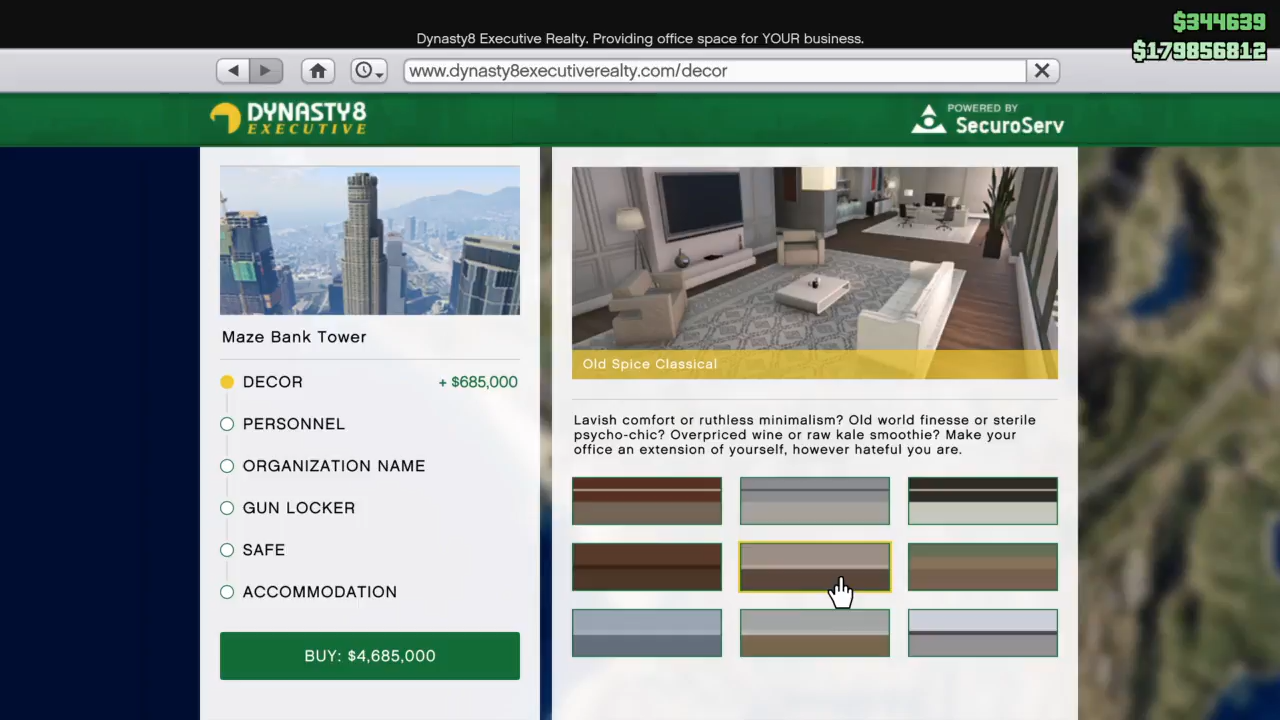 $344639
Dynasty8 Executive Realty. Providing office space for YOUR business.
$179856812
www.dynasty8executiverealty.com/decor
DYNASTY8
EXECUTIVE
POWERED BY
SecuroServ
Maze Bank Tower
DECOR + $685,000
PERSONNEL
ORGANIZATION NAME
GUN LOCKER
SAFE
ACCOMMODATION
BUY: $4,685,000
Old Spice Classical
Lavish comfort or ruthless minimalism? Old world finesse or sterile
psycho-chic? Overpriced wine or raw kale smoothie? Make your
office an extension of yourself, however hateful you are.